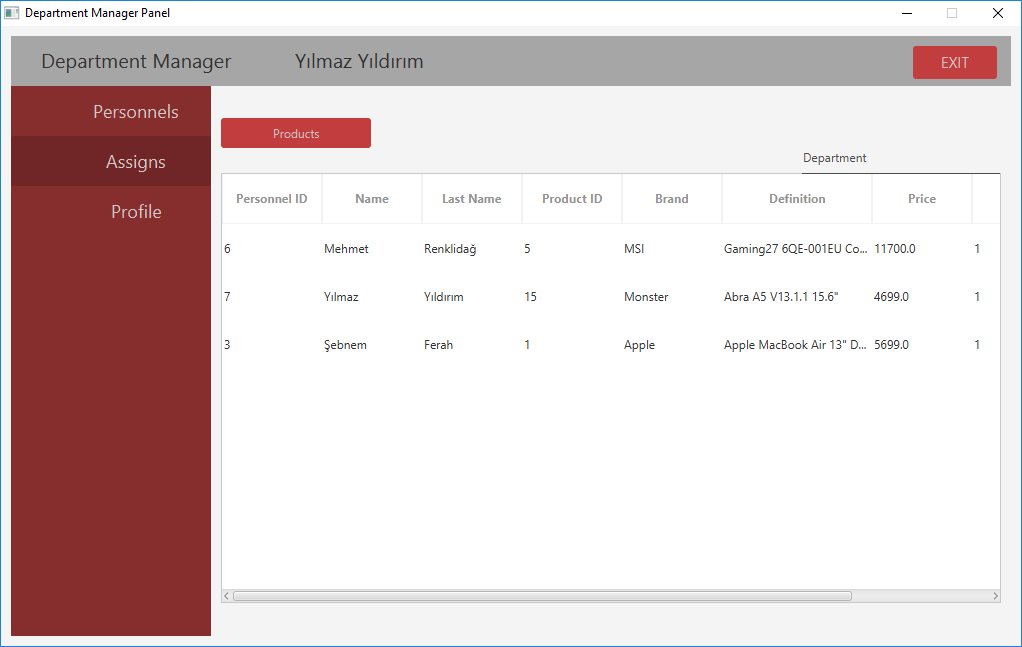 Department Manager Panel
Department Manager Yılmaz Yıldırım EXIT
Personnels
Assigns
Profile
Products
Department
Personnel ID Name Last Name Product ID Brand Definition Price
6 Mehmet Renklidağ 5 MSI Gaming27 6QE-001EU Co... 11700.0 1
7 Yılmaz Yıldırım 15 Monster Abra A5 V13.1.1 15.6" 4699.0 1
3 Şebnem Ferah 1 Apple Apple MacBook Air 13" D... 5699.0 1